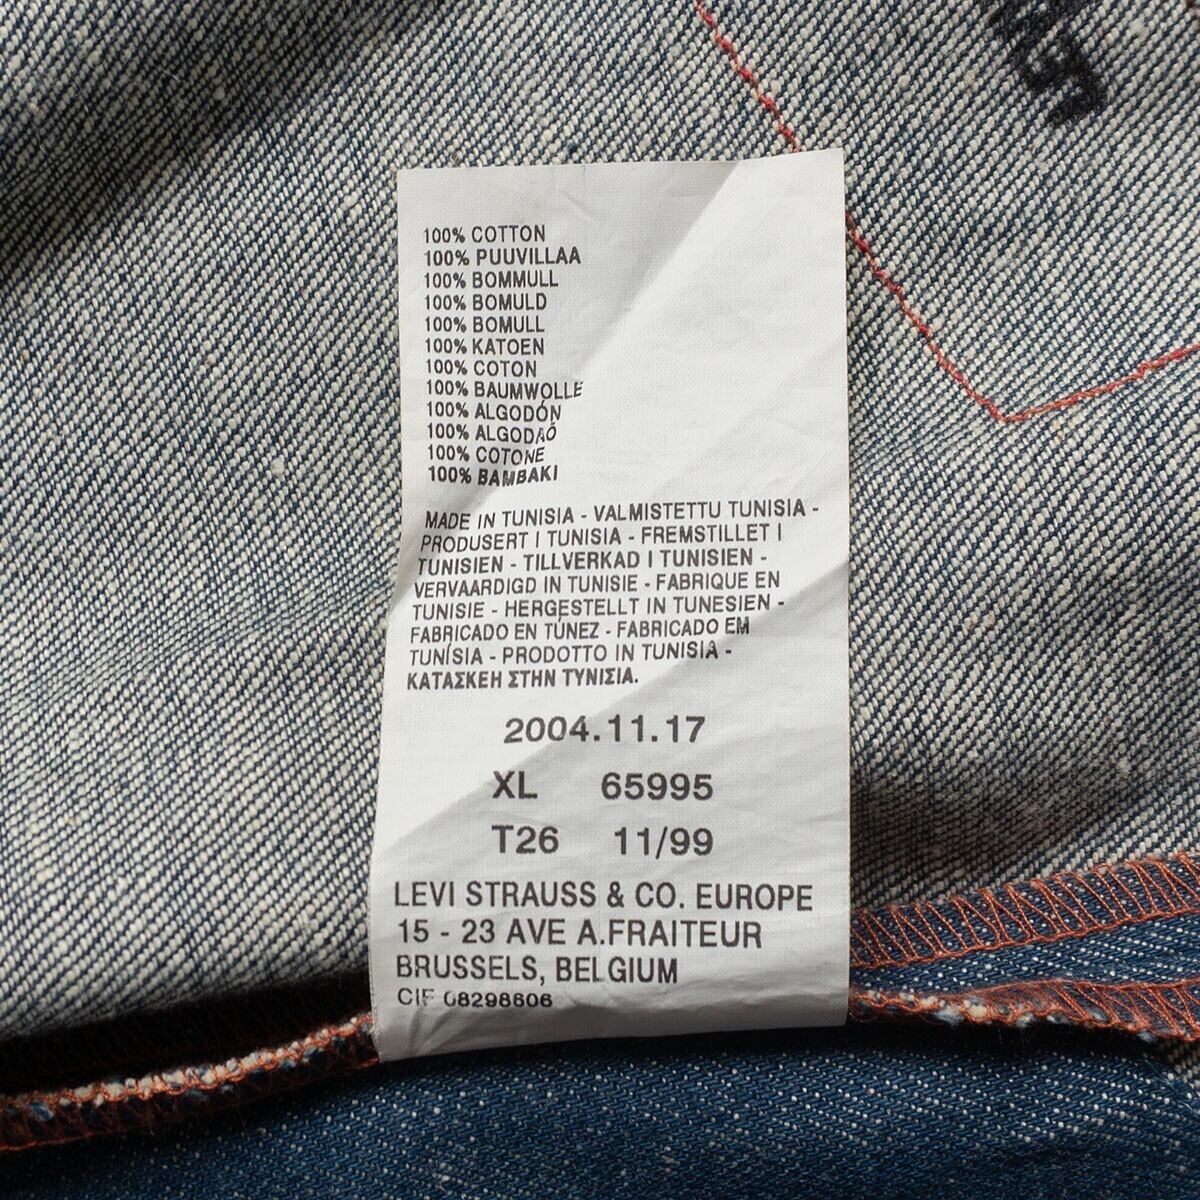 100% COTTON
100% PUUVILLAA
100% BOMMULL
100% BOMULD
100% BOMULL
100% KATOEN
100% COTON
100% BAUMWOLLE
100% ALGODÓN
100% ALGODAÓ
100% COTONE
100% BAMBAKI
MADE IN TUNISIA - VALMISTETTU TUNISIA -
PRODUSERT I TUNISIA - FREMSTILLET I
TUNISIEN - TILLVERKAD I TUNISIEN -
VERVAARDIGD IN TUNISIE - FABRIQUE EN
TUNISIE - HERGESTELLT IN TUNESIEN -
FABRICADO EN TÚNEZ - FABRICADO EM
TUNÍSIA - PRODOTTO IN TUNISIA -
ΚΑΤΑΣΚΕΗ ΣΤΗΝ ΤΥΝΙΣΙΑ.
2004.11.17
XL 65995
T26 11/99
LEVI STRAUSS & CO. EUROPE
15 - 23 AVE A.FRAITEUR
BRUSSELS, BELGIUM
CIF 08298606